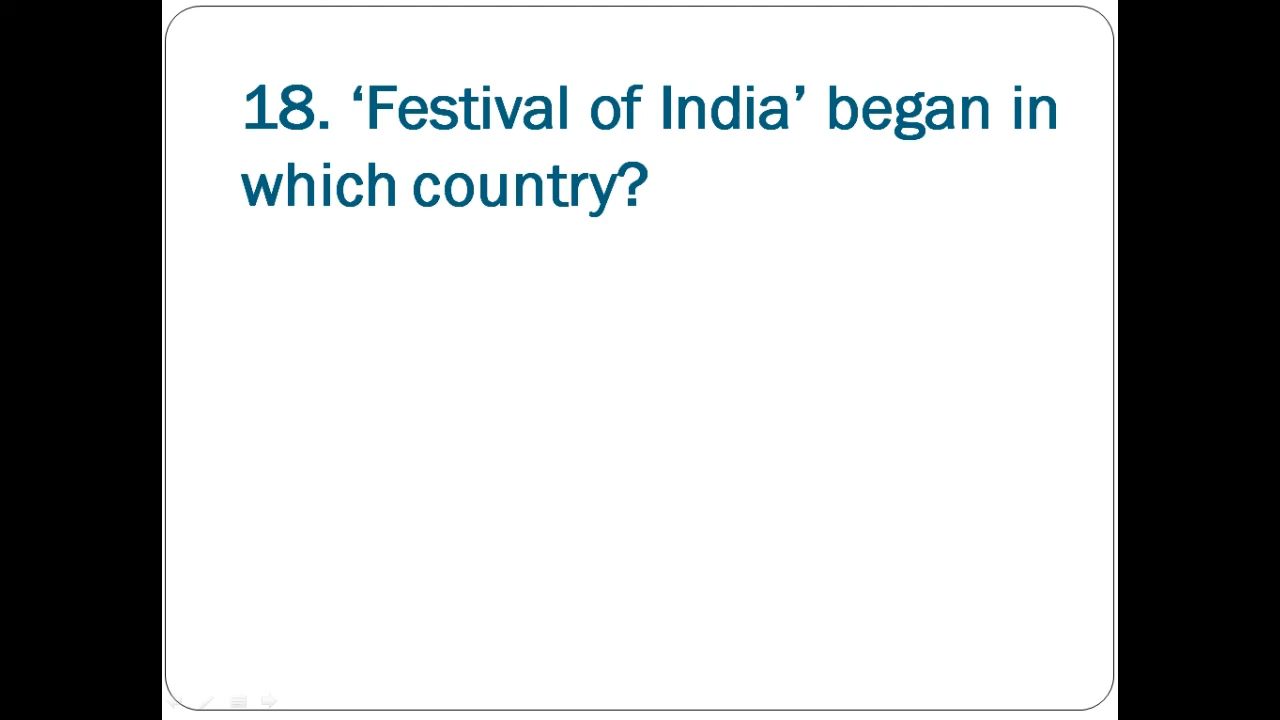 18. ‘Festival of India’ began in
which country?